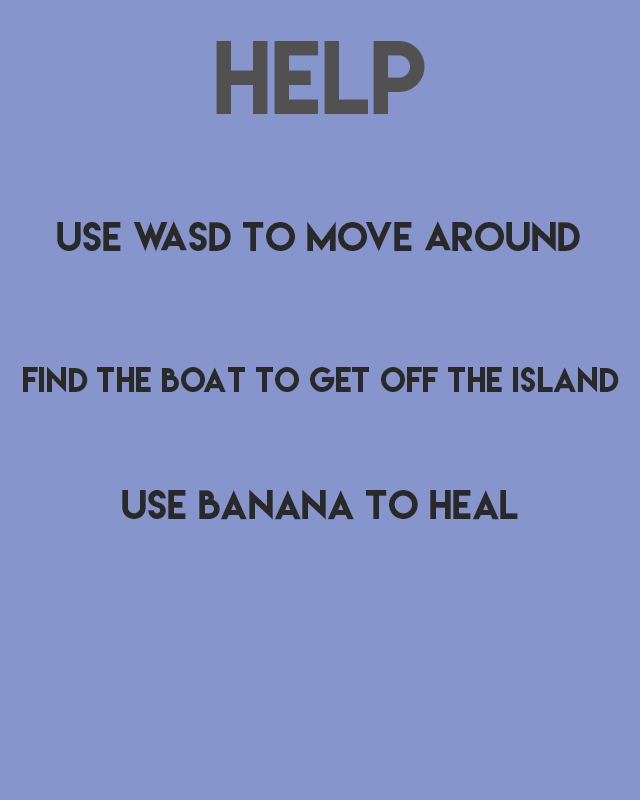 HELP
USE WASD TO MOVE AROUND
FIND THE BOAT TO GET OFF THE ISLAND
USE BANANA TO HEAL